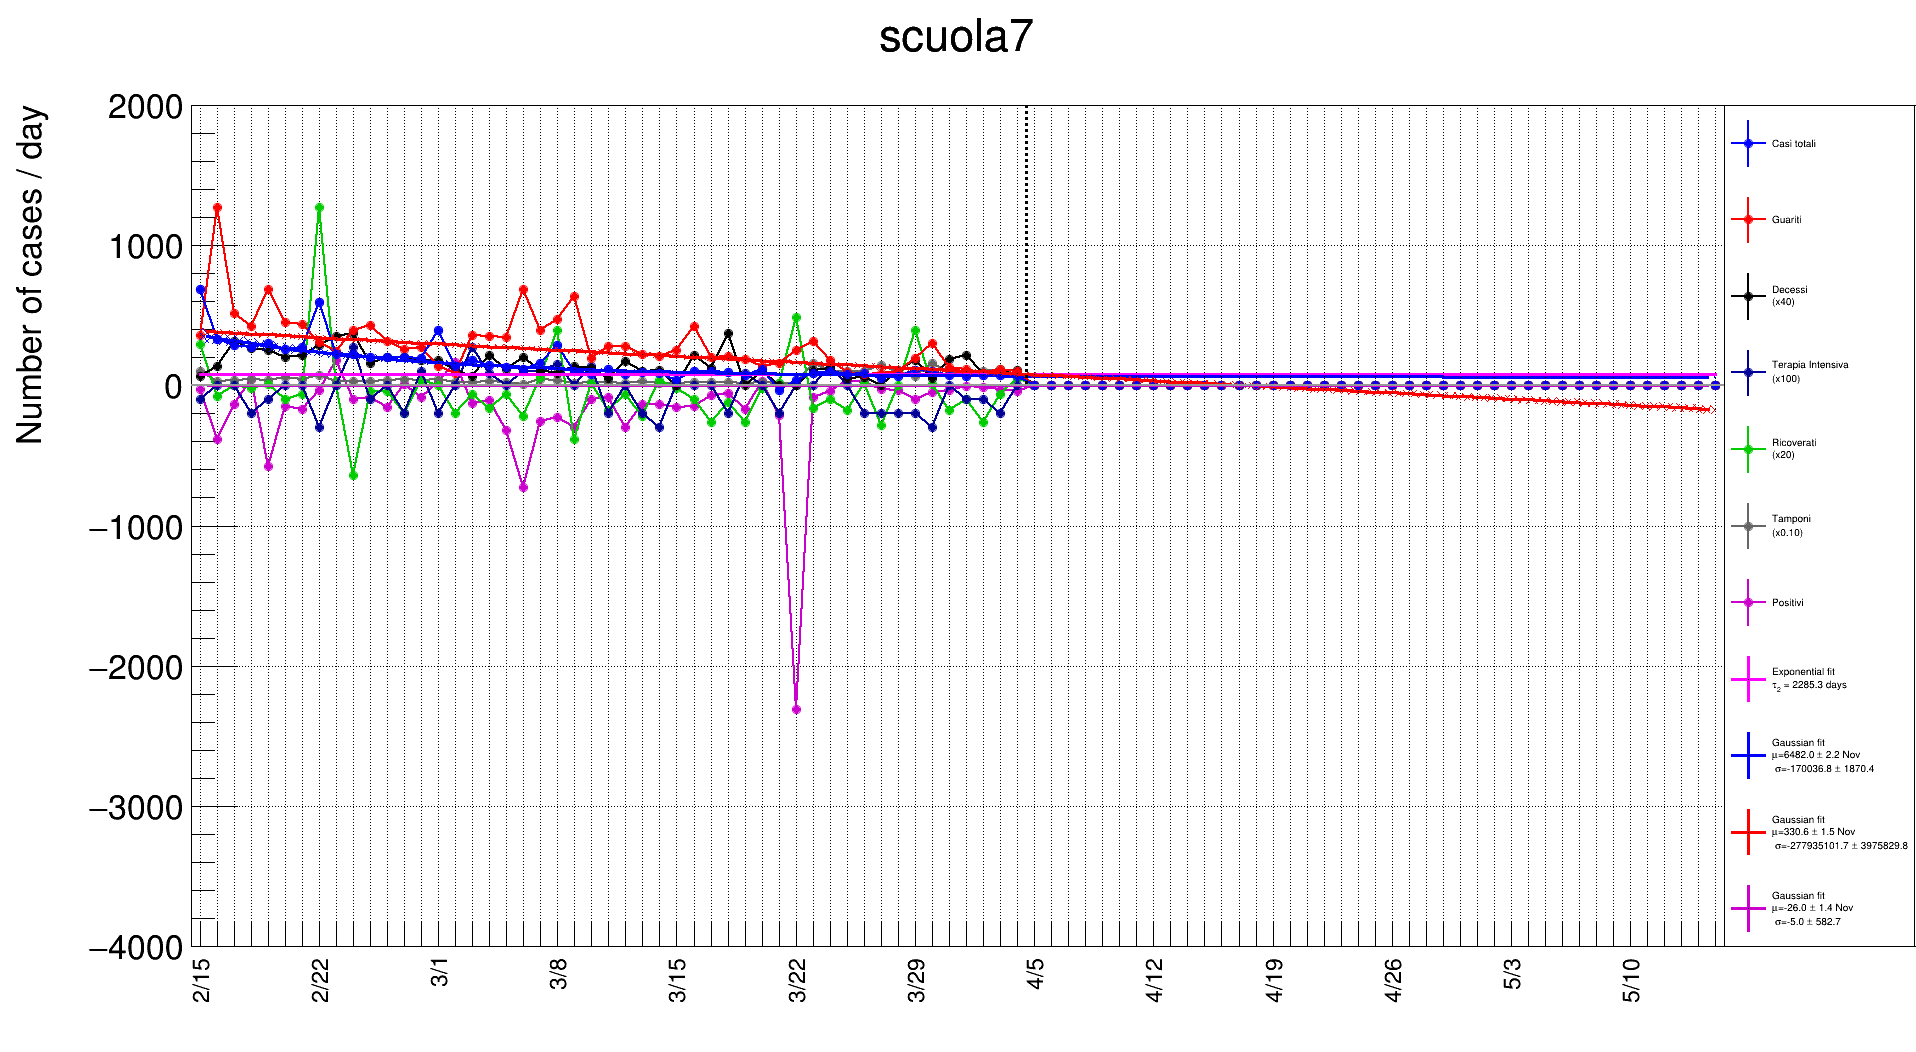 scuola7
Number of cases / day
2000
1000
0
−1000
−2000
−3000
−4000
2/15
2/22
3/1
3/8
3/15
3/22
3/29
4/5
4/12
4/19
4/26
5/3
5/10
Casi totali
Guariti
Decessi
(x40)
Terapia Intensiva
(x100)
Ricoverati
(x20)
Tamponi
(x0.10)
Positivi
Exponential fit
τ2 = 2285.3 days
Gaussian fit
μ=6482.0 ± 2.2 Nov
σ=-170036.8 ± 1870.4
Gaussian fit
μ=330.6 ± 1.5 Nov
σ=-277935101.7 ± 3975829.8
Gaussian fit
μ=-26.0 ± 1.4 Nov
σ=-5.0 ± 582.7